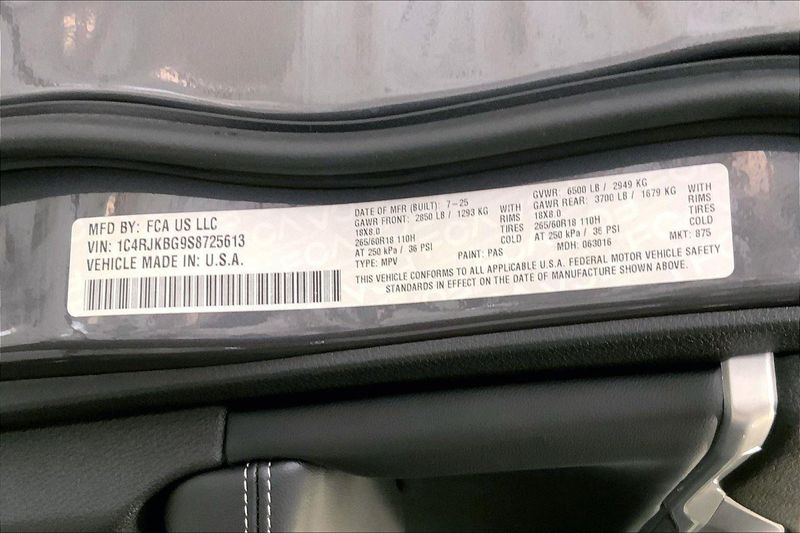 MFD BY: FCA US LLC
VIN: 1C4RJKBG9S8725613
VEHICLE MADE IN: U.S.A.
DATE OF MFR (BUILT): 7-25
GAWR FRONT: 2850 LB / 1293 KG WITH
18X8.0 RIMS
265/60R18 110H TIRES
AT 250 kPa / 36 PSI COLD
TYPE: MPV PAINT: PAS
GVWR: 6500 LB / 2949 KG
GAWR REAR: 3700 LB / 1679 KG WITH
18X8.0 RIMS
265/60R18 110H TIRES
AT 250 kPa / 36 PSI COLD
MDH: 063016 MKT: 875
THIS VEHICLE CONFORMS TO ALL APPLICABLE U.S.A. FEDERAL MOTOR VEHICLE SAFETY
STANDARDS IN EFFECT ON THE DATE OF MANUFACTURE SHOWN ABOVE.